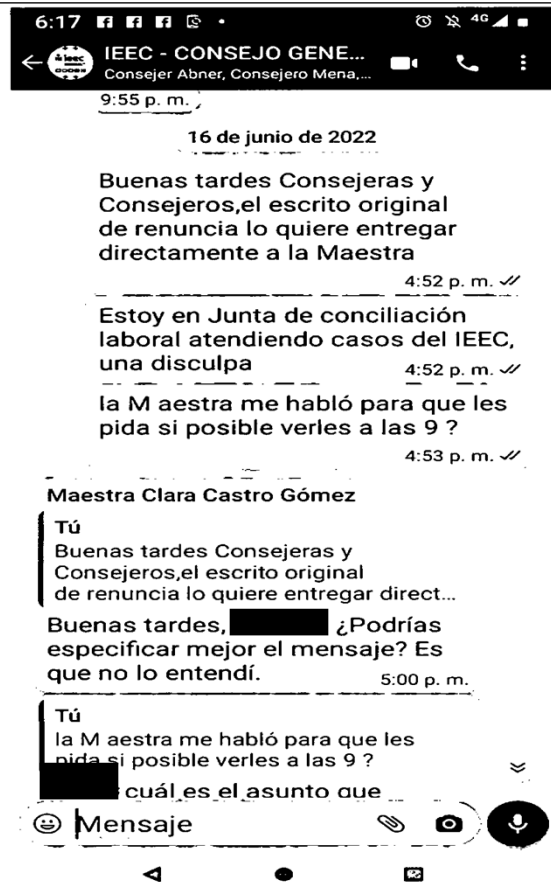 6:17
4G
IEEC - CONSEJO GENE...
Consejer Abner, Consejero Mena,...
9:55 p. m.
16 de junio de 2022
Buenas tardes Consejeras y
Consejeros,el escrito original
de renuncia lo quiere entregar
directamente a la Maestra
4:52 p. m.
Estoy en Junta de conciliación
laboral atendiendo casos del IEEC,
una disculpa
4:52 p. m.
la M aestra me habló para que les
pida si posible verles a las 9 ?
4:53 p. m.
Maestra Clara Castro Gómez
Tú
Buenas tardes Consejeras y
Consejeros,el escrito original
de renuncia lo quiere entregar direct...
Buenas tardes, ¿Podrías
especificar mejor el mensaje? Es
que no lo entendí.
5:00 p. m.
Tú
la M aestra me habló para que les
pida si posible verles a las 9 ?
cuál es el asunto que
Mensaje